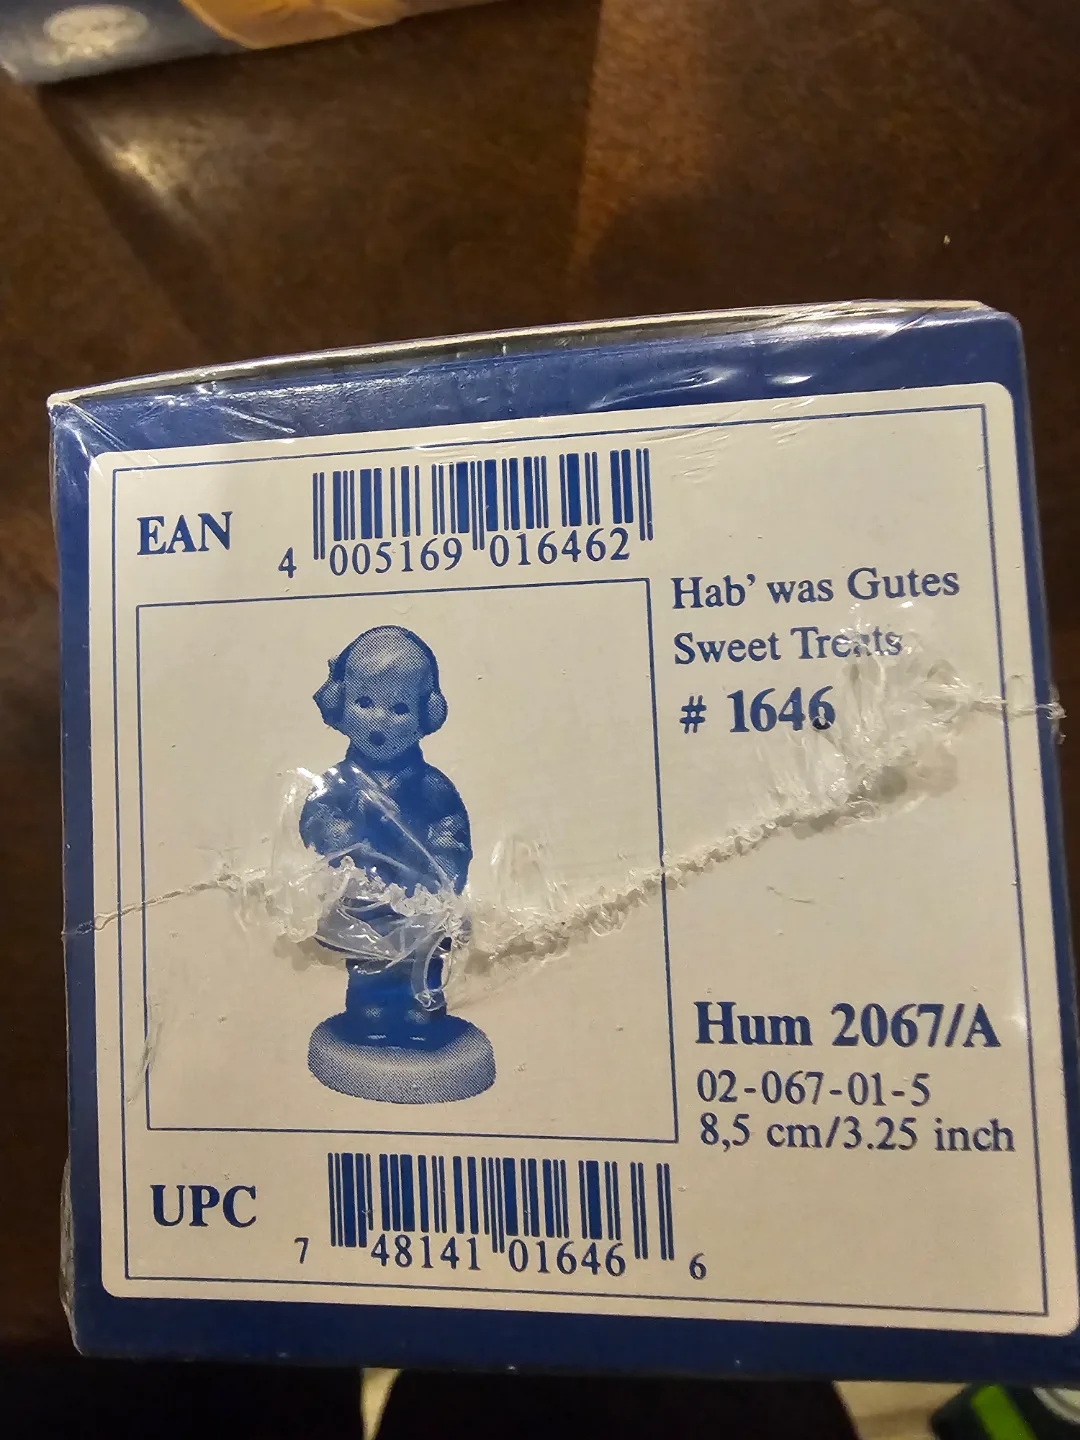 EAN
4 005169 016462
Hab' was Gutes
Sweet Treats
# 1646
Hum 2067/A
02-067-01-5
8,5 cm/3.25 inch
UPC
7 48141 01646 6